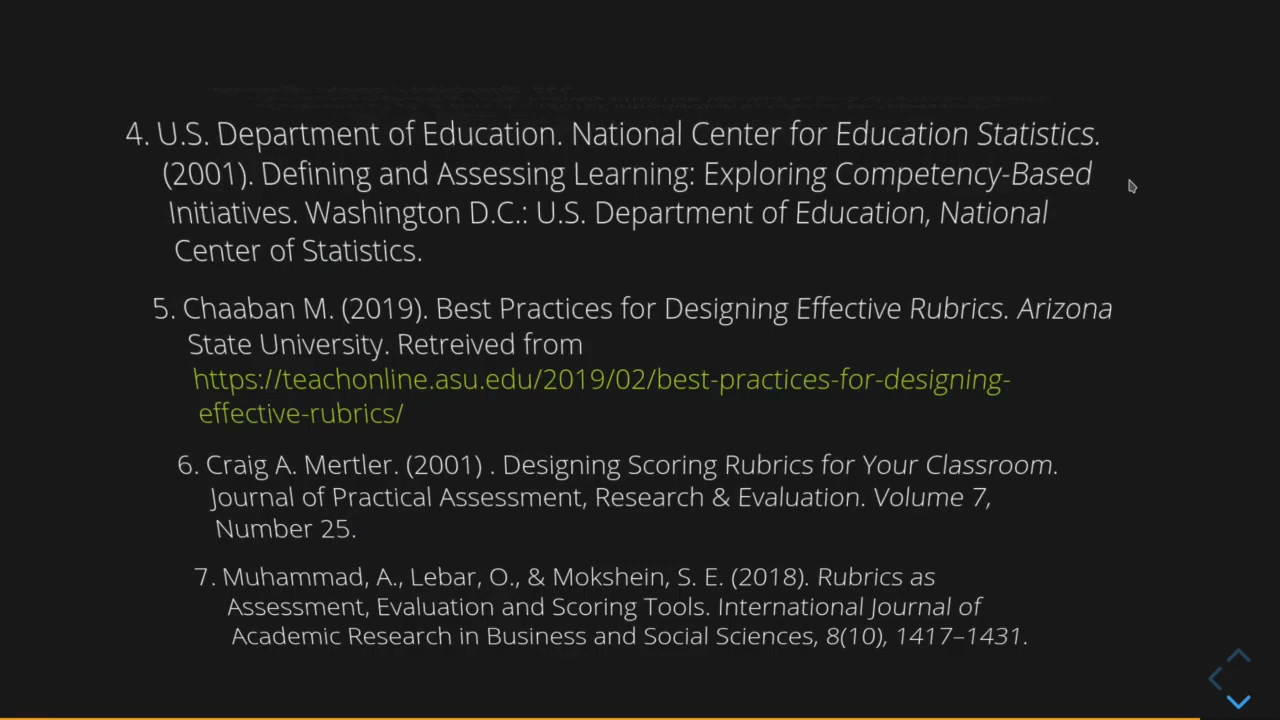 4. U.S. Department of Education. National Center for Education Statistics.
(2001). Defining and Assessing Learning: Exploring Competency-Based
Initiatives. Washington D.C.: U.S. Department of Education, National
Center of Statistics.
5. Chaaban M. (2019). Best Practices for Designing Effective Rubrics. Arizona
State University. Retreived from
https://teachonline.asu.edu/2019/02/best-practices-for-designing-
effective-rubrics/
6. Craig A. Mertler. (2001) . Designing Scoring Rubrics for Your Classroom.
Journal of Practical Assessment, Research & Evaluation. Volume 7,
Number 25.
7. Muhammad, A., Lebar, O., & Mokshein, S. E. (2018). Rubrics as
Assessment, Evaluation and Scoring Tools. International Journal of
Academic Research in Business and Social Sciences, 8(10), 1417–1431.